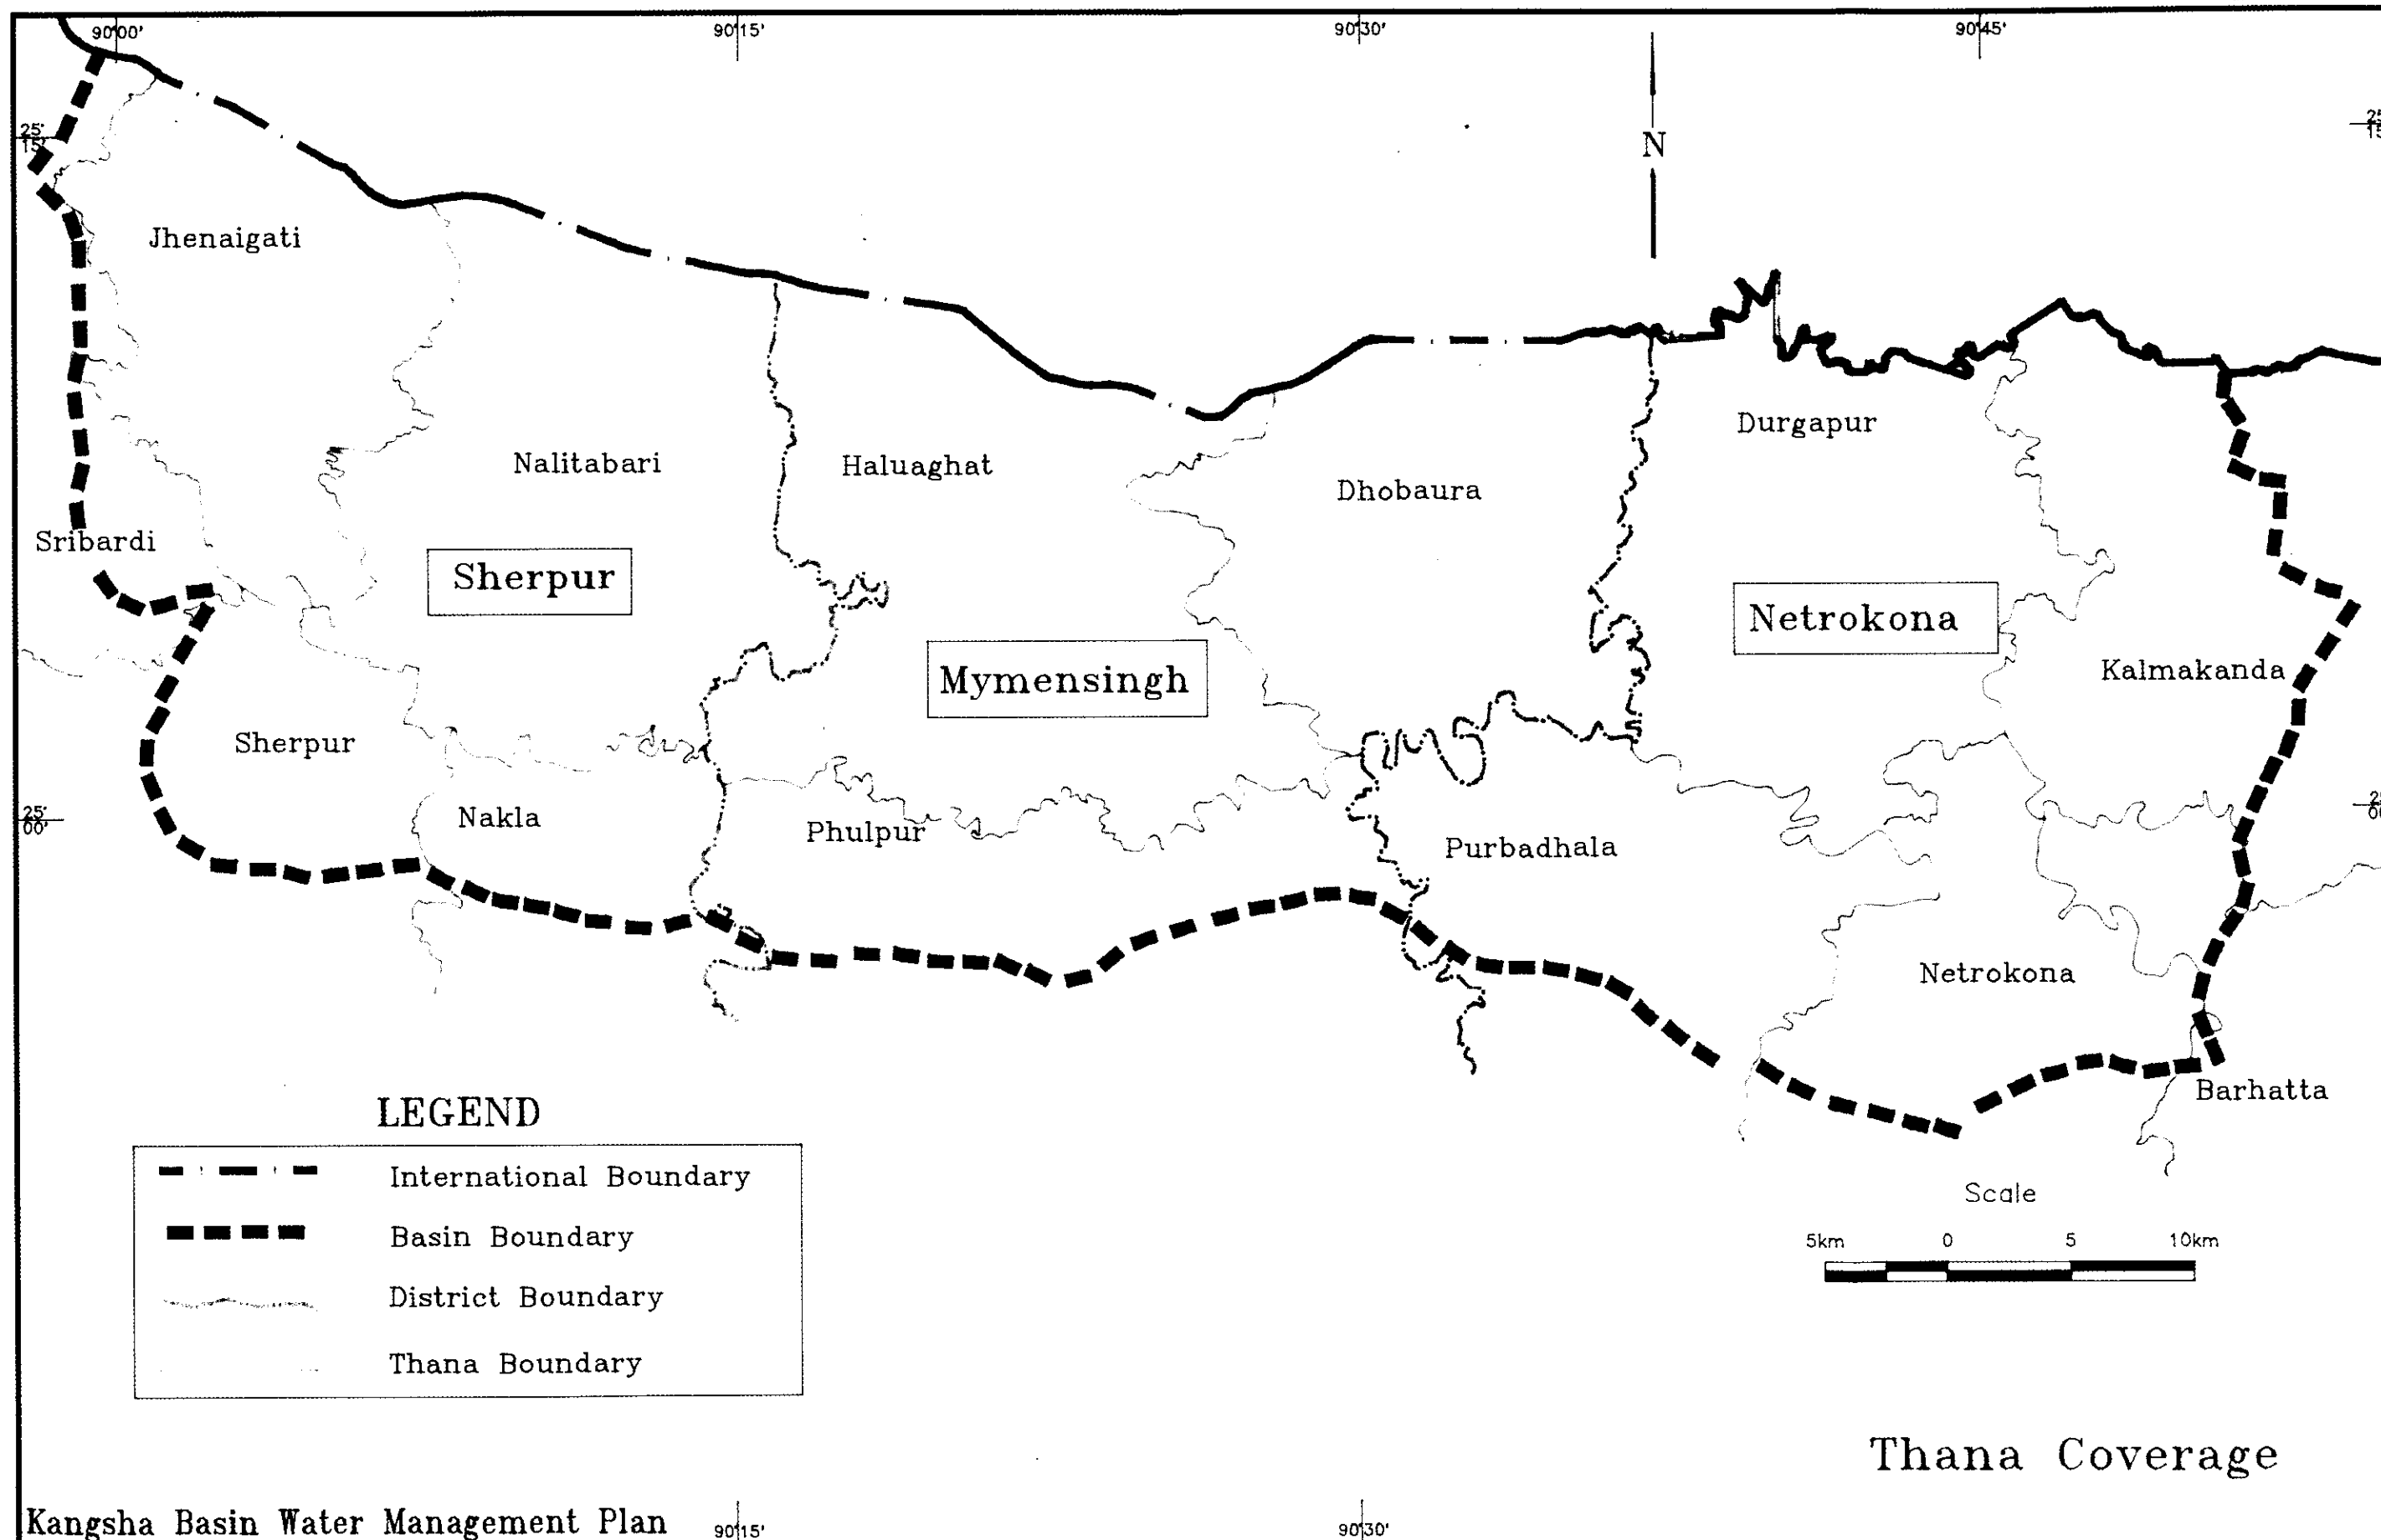 90°00'
90°15'
90°30'
90°45'
25°
15'
N
Jhenaigati
Durgapur
Nalitabari
Haluaghat
Dhobaura
Sribardi
Sherpur
Netrokona
Mymensingh
Kalmakanda
Sherpur
25°
00'
Nakla
Phulpur
Purbadhala
Netrokona
Barhatta
LEGEND
International Boundary
Basin Boundary
District Boundary
Thana Boundary
Scale
5km 0 5 10km
Thana Coverage
Kangsha Basin Water Management Plan
90°15'
90°30'